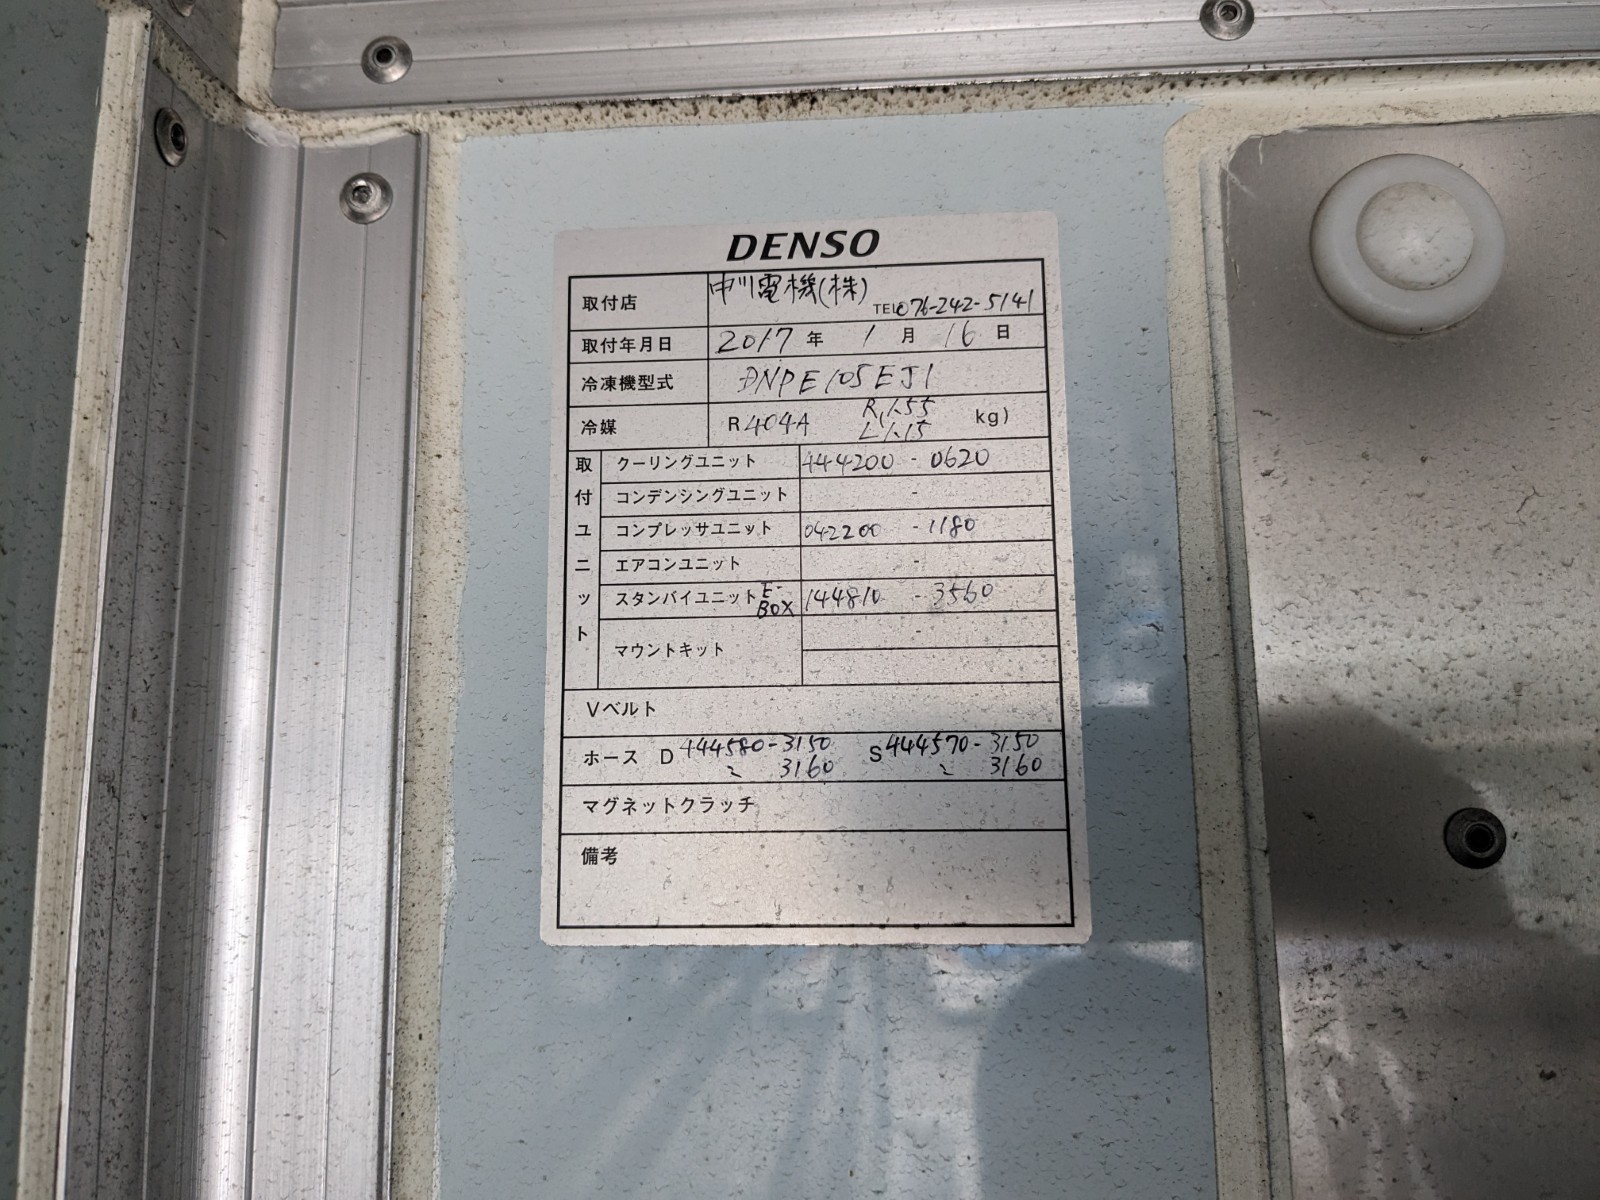 DENSO
取付店 中川電機(株) TEL 076-242-5141
取付年月日 2017 年 1 月 16 日
冷凍機型式 DNPE105EJ1
冷媒 R404A R 1.55 kg)
L 1.15
取付ユニット
クーリングユニット 444200 - 0620
コンデンシングユニット -
コンプレッサユニット 042200 - 1180
エアコンユニット -
スタンバイユニット E-BOX 144810 - 3560
マウントキット
Vベルト
ホース D 444580-3150 S 444570-3150
〜 3160 〜 3160
マグネットクラッチ
備考